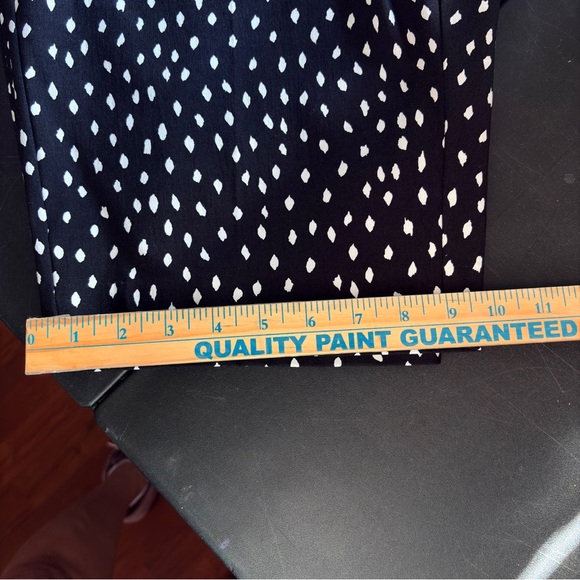 0 1 2 3 4 5 6 7 8 9 10 11
QUALITY PAINT GUARANTEED